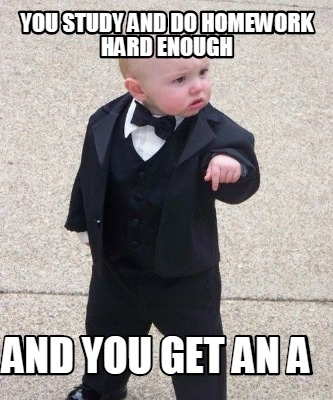 YOU STUDY AND DO HOMEWORK
HARD ENOUGH
AND YOU GET AN A